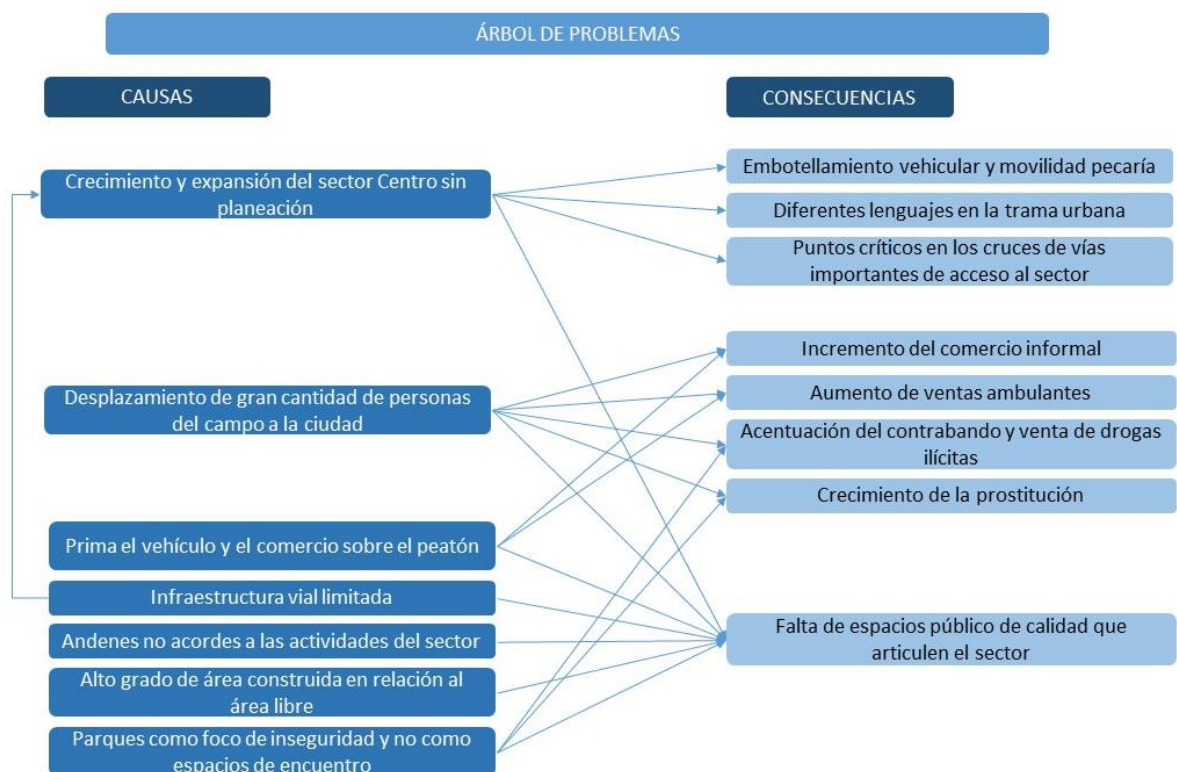 ÁRBOL DE PROBLEMAS
CAUSAS
Crecimiento y expansión del sector Centro sin
planeación
Desplazamiento de gran cantidad de personas
del campo a la ciudad
Prima el vehículo y el comercio sobre el peatón
Infraestructura vial limitada
Andenes no acordes a las actividades del sector
Alto grado de área construida en relación al
área libre
Parques como foco de inseguridad y no como
espacios de encuentro
CONSECUENCIAS
Embotellamiento vehicular y movilidad pecaría
Diferentes lenguajes en la trama urbana
Puntos críticos en los cruces de vías
importantes de acceso al sector
Incremento del comercio informal
Aumento de ventas ambulantes
Acentuación del contrabando y venta de drogas
ilícitas
Crecimiento de la prostitución
Falta de espacios público de calidad que
articulen el sector